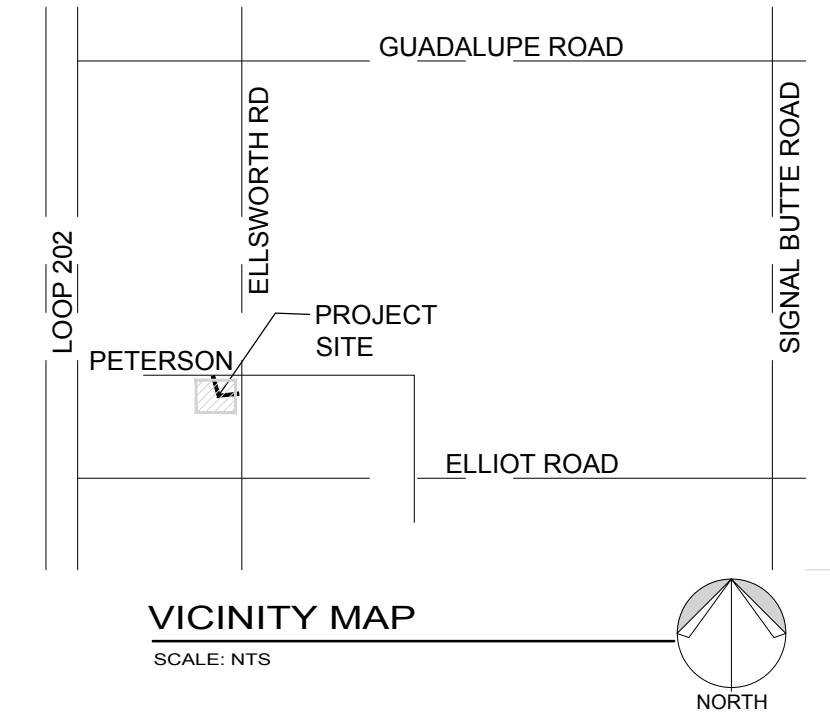 GUADALUPE ROAD
ELLSWORTH RD
SIGNAL BUTTE ROAD
LOOP 202
PROJECT
SITE
PETERSON
ELLIOT ROAD
VICINITY MAP
SCALE: NTS
NORTH